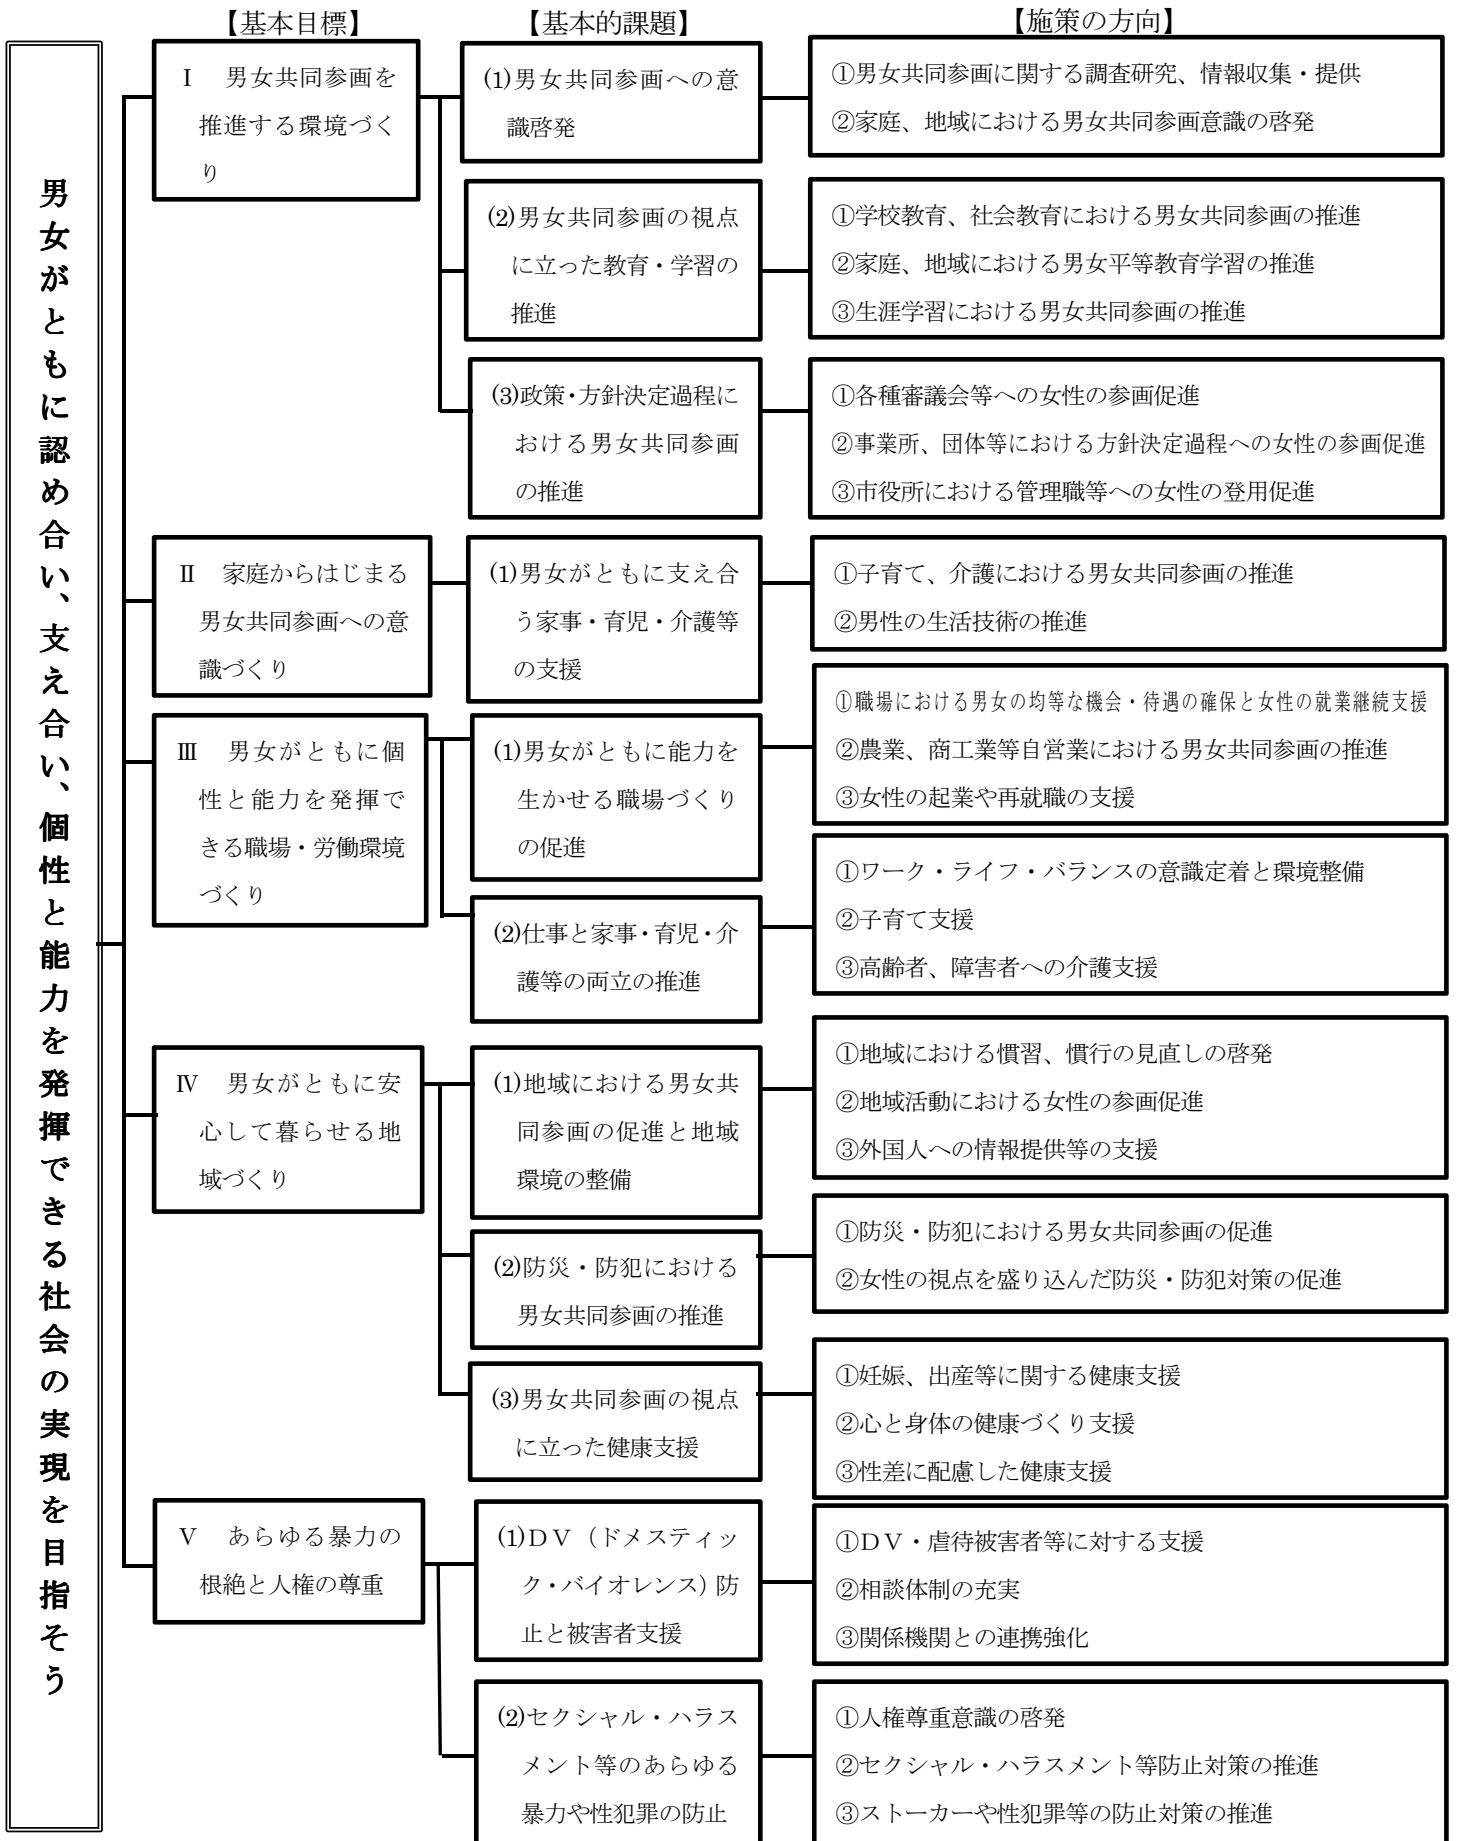 【基本目標】
【基本的課題】
【施策の方向】
男女がともに認め合い、支え合い、個性と能力を発揮できる社会の実現を目指そう
Ⅰ　男女共同参画を
推進する環境づく
り
(1)男女共同参画への意
識啓発
①男女共同参画に関する調査研究、情報収集・提供
②家庭、地域における男女共同参画意識の啓発
(2)男女共同参画の視点
に立った教育・学習の
推進
①学校教育、社会教育における男女共同参画の推進
②家庭、地域における男女平等教育学習の推進
③生涯学習における男女共同参画の推進
(3)政策・方針決定過程に
おける男女共同参画
の推進
①各種審議会等への女性の参画促進
②事業所、団体等における方針決定過程への女性の参画促進
③市役所における管理職等への女性の登用促進
Ⅱ　家庭からはじまる
男女共同参画への意
識づくり
(1)男女がともに支え合
う家事・育児・介護等
の支援
①子育て、介護における男女共同参画の推進
②男性の生活技術の推進
Ⅲ　男女がともに個
性と能力を発揮で
きる職場・労働環境
づくり
(1)男女がともに能力を
生かせる職場づくり
の促進
①職場における男女の均等な機会・待遇の確保と女性の就業継続支援
②農業、商工業等自営業における男女共同参画の推進
③女性の起業や再就職の支援
(2)仕事と家事・育児・介
護等の両立の推進
①ワーク・ライフ・バランスの意識定着と環境整備
②子育て支援
③高齢者、障害者への介護支援
Ⅳ　男女がともに安
心して暮らせる地
域づくり
(1)地域における男女共
同参画の促進と地域
環境の整備
①地域における慣習、慣行の見直しの啓発
②地域活動における女性の参画促進
③外国人への情報提供等の支援
(2)防災・防犯における
男女共同参画の推進
①防災・防犯における男女共同参画の促進
②女性の視点を盛り込んだ防災・防犯対策の促進
(3)男女共同参画の視点
に立った健康支援
①妊娠、出産等に関する健康支援
②心と身体の健康づくり支援
③性差に配慮した健康支援
Ⅴ　あらゆる暴力の
根絶と人権の尊重
(1)ＤＶ（ドメスティッ
ク・バイオレンス）防
止と被害者支援
①ＤＶ・虐待被害者等に対する支援
②相談体制の充実
③関係機関との連携強化
(2)セクシャル・ハラス
メント等のあらゆる
暴力や性犯罪の防止
①人権尊重意識の啓発
②セクシャル・ハラスメント等防止対策の推進
③ストーカーや性犯罪等の防止対策の推進